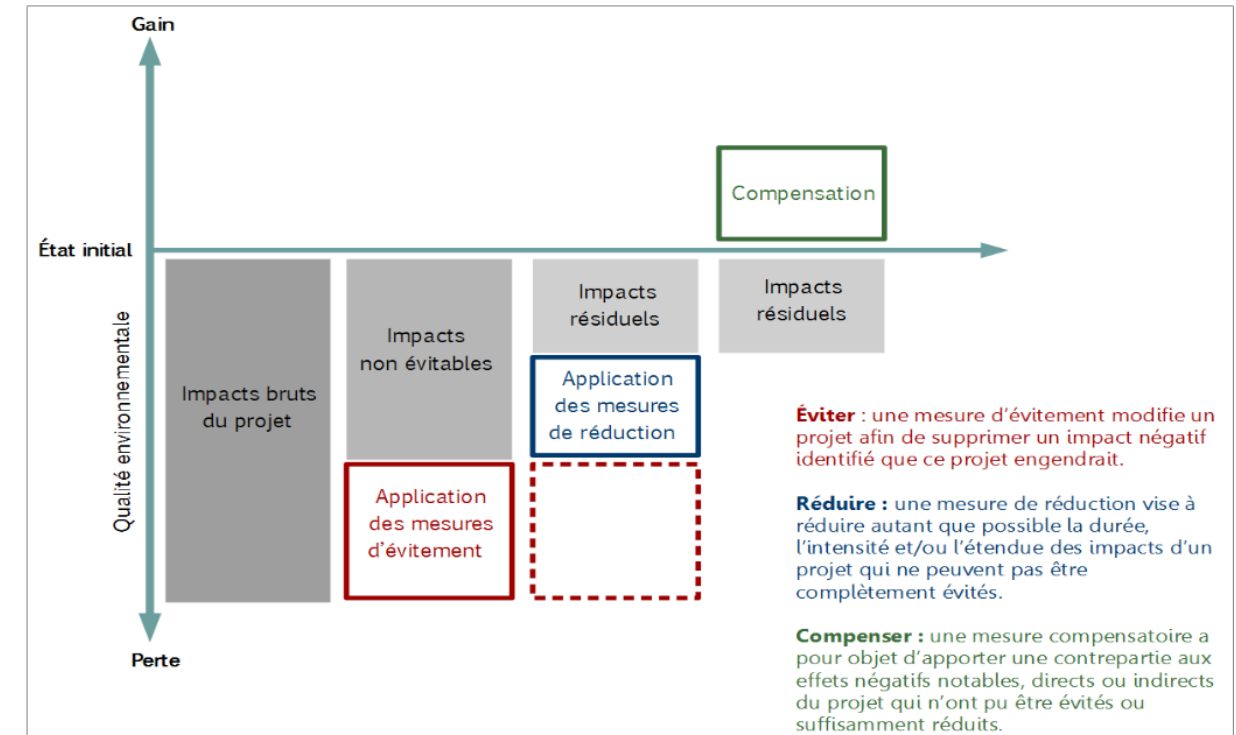 Gain
Compensation
État initial
Impacts bruts
du projet
Impacts
non évitables
Impacts
résiduels
Impacts
résiduels
Application
des mesures
de réduction
Application
des mesures
d’évitement
Qualité environnementale
Perte
Éviter : une mesure d’évitement modifie un
projet afin de supprimer un impact négatif
identifié que ce projet engendrait.
Réduire : une mesure de réduction vise à
réduire autant que possible la durée,
l’intensité et/ou l’étendue des impacts d’un
projet qui ne peuvent pas être
complètement évités.
Compenser : une mesure compensatoire a
pour objet d’apporter une contrepartie aux
effets négatifs notables, directs ou indirects
du projet qui n’ont pu être évités ou
suffisamment réduits.